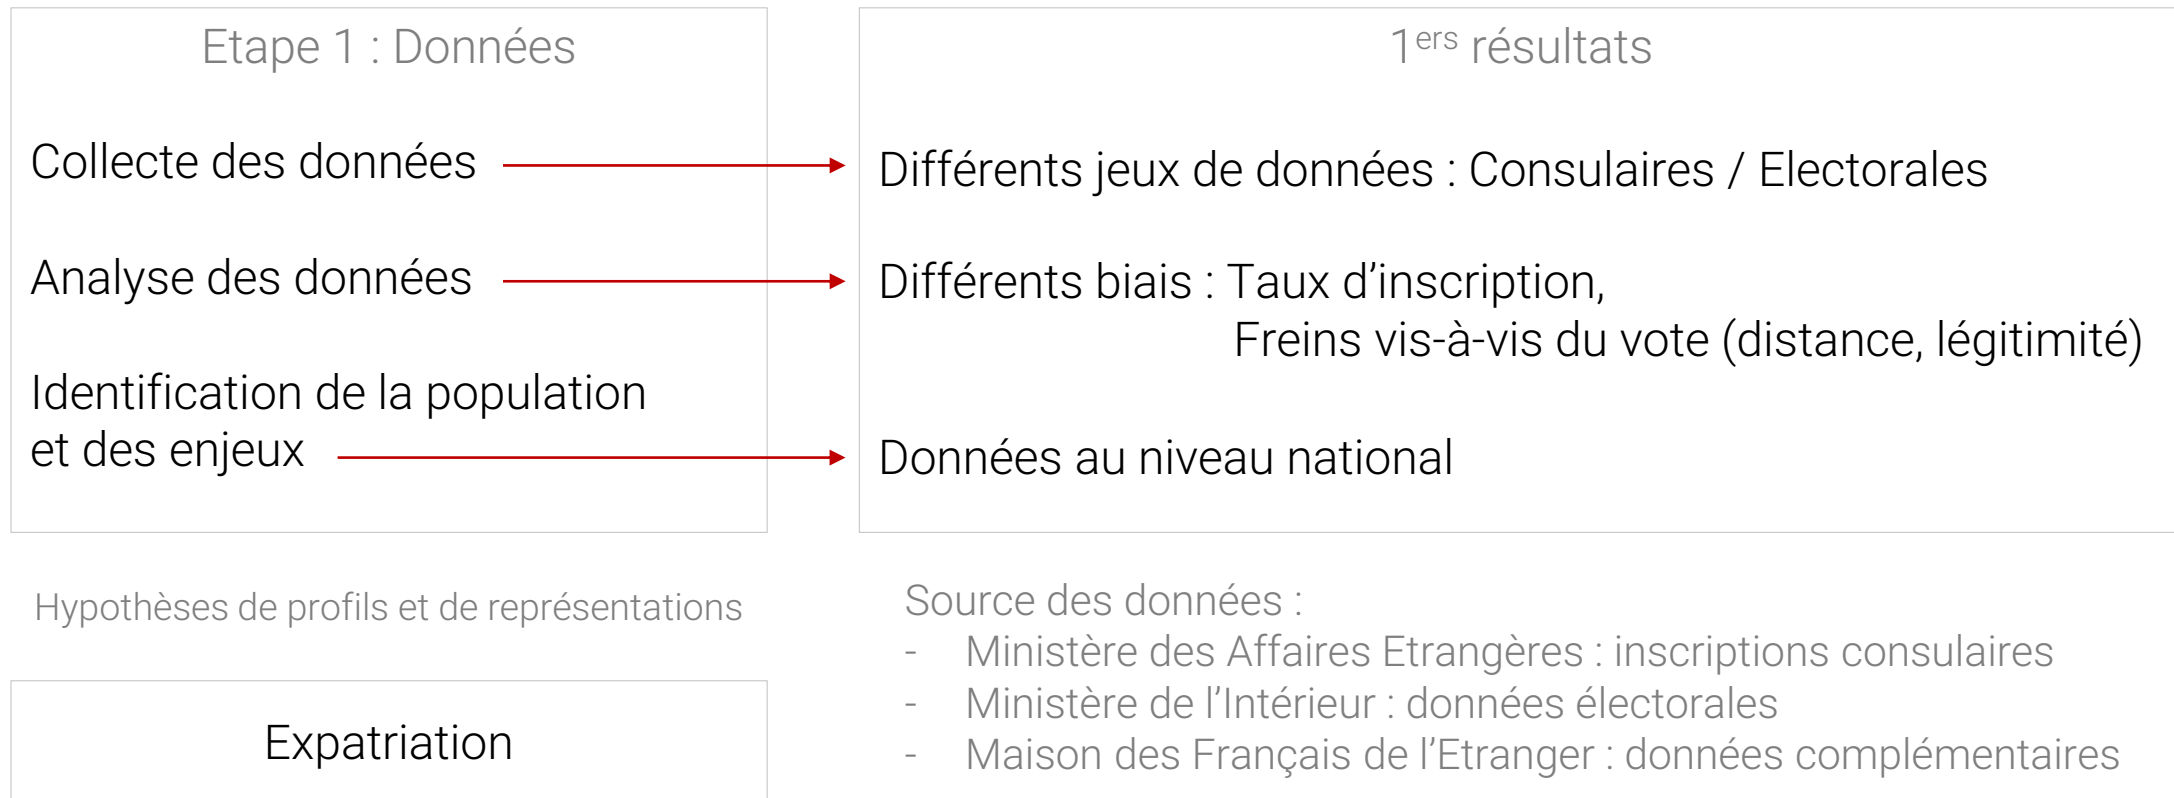 Etape 1 : Données
Collecte des données
Analyse des données
Identification de la population
et des enjeux
1ers résultats
Différents jeux de données : Consulaires / Electorales
Différents biais : Taux d’inscription,
Freins vis-à-vis du vote (distance, légitimité)
Données au niveau national
Hypothèses de profils et de représentations
Expatriation
Source des données :
- Ministère des Affaires Etrangères : inscriptions consulaires
- Ministère de l’Intérieur : données électorales
- Maison des Français de l’Etranger : données complémentaires